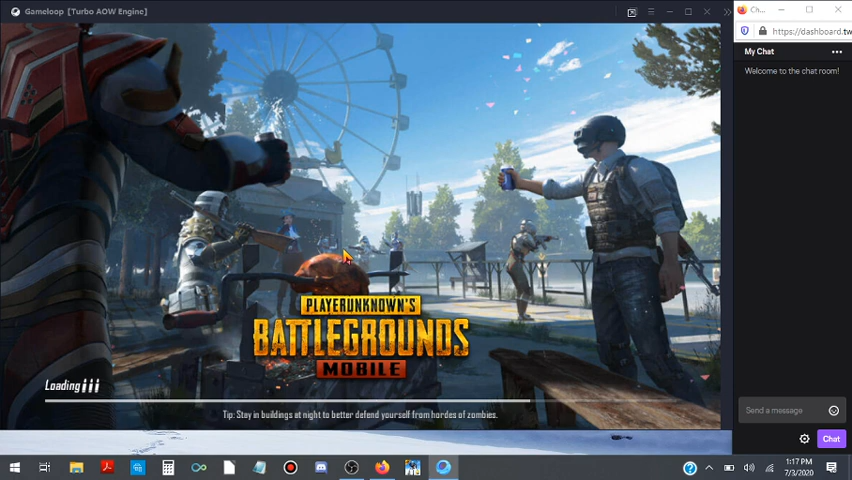 Gameloop [Turbo AOW Engine]
Ch...
https://dashboard.tw
My Chat
Welcome to the chat room!
PLAYERUNKNOWN'S
BATTLEGROUNDS
MOBILE
Loading
Tip: Stay in buildings at night to better defend yourself from hordes of zombies.
Send a message
Chat
1:17 PM
7/3/2020